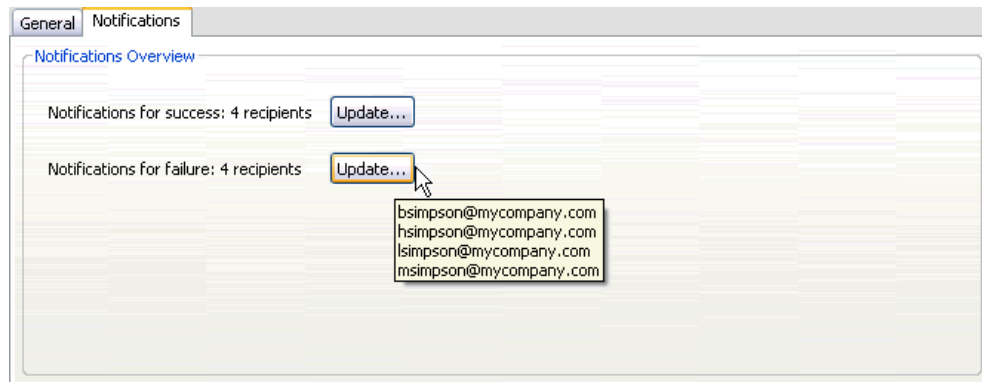 General Notifications
Notifications Overview
Notifications for success: 4 recipients Update...
Notifications for failure: 4 recipients Update...
bsimpson@mycompany.com
hsimpson@mycompany.com
lsimpson@mycompany.com
msimpson@mycompany.com